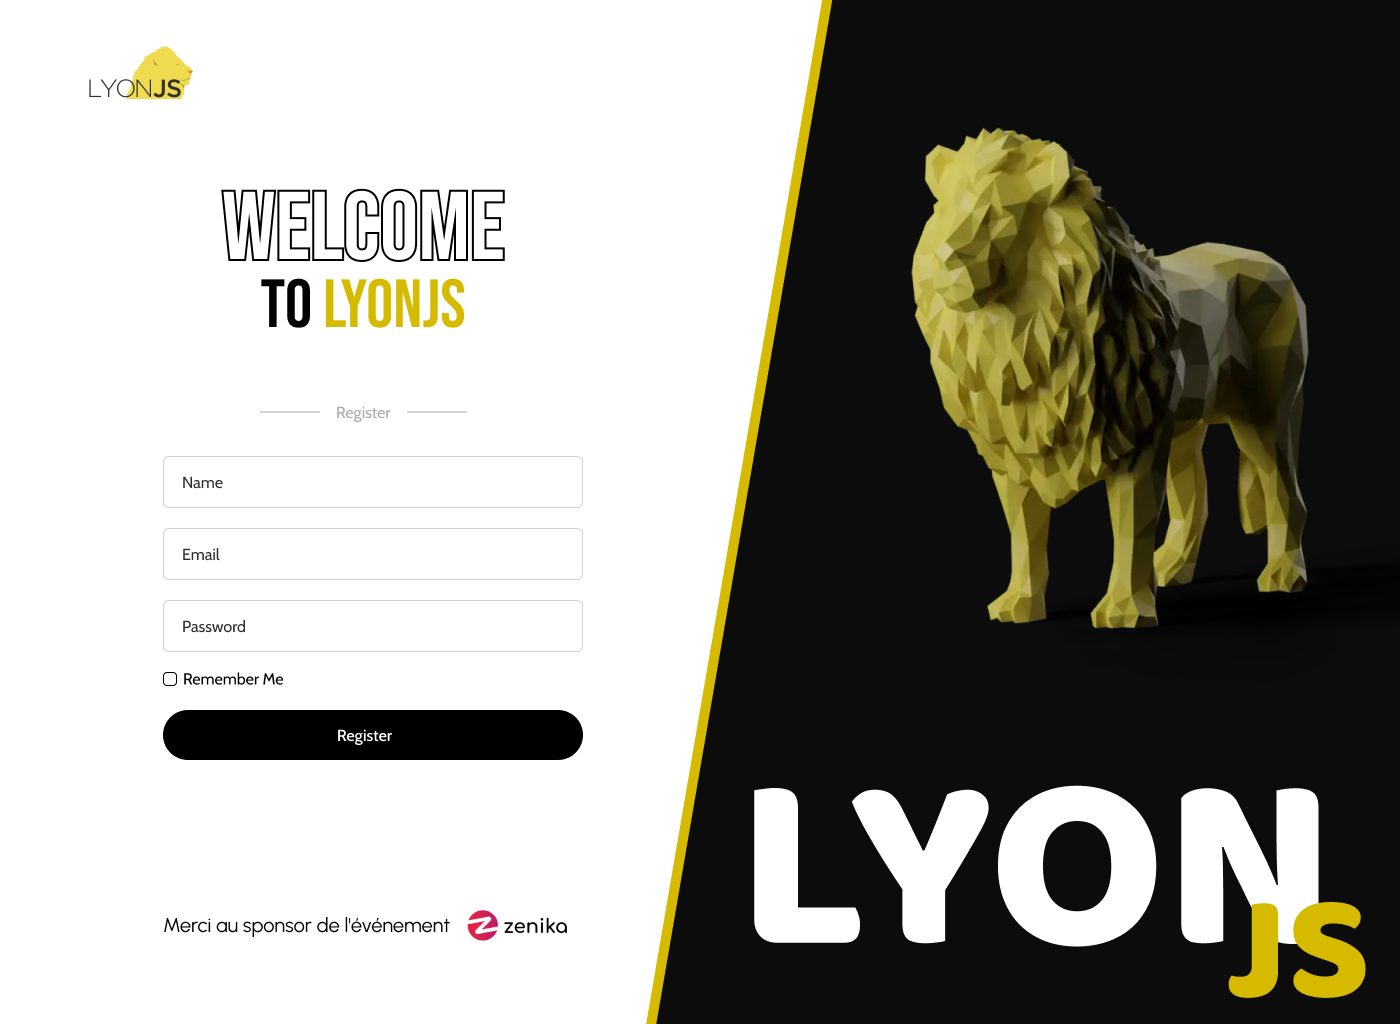 LYONJS
WELCOME
TO LYONJS
Register
Name
Email
Password
Remember Me
Register
Merci au sponsor de l'événement
zenika
LYON
JS